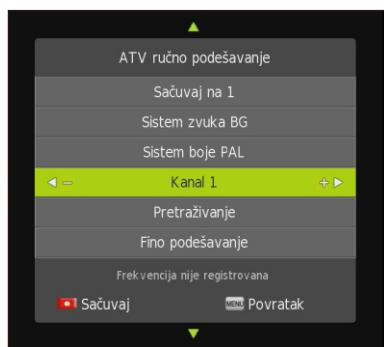 ATV ručno podešavanje
Sačuvaj na 1
Sistem zvuka BG
Sistem boje PAL
Kanal 1
Pretraživanje
Fino podešavanje
Frekvencija nije registrovana
Sačuvaj MENU Povratak